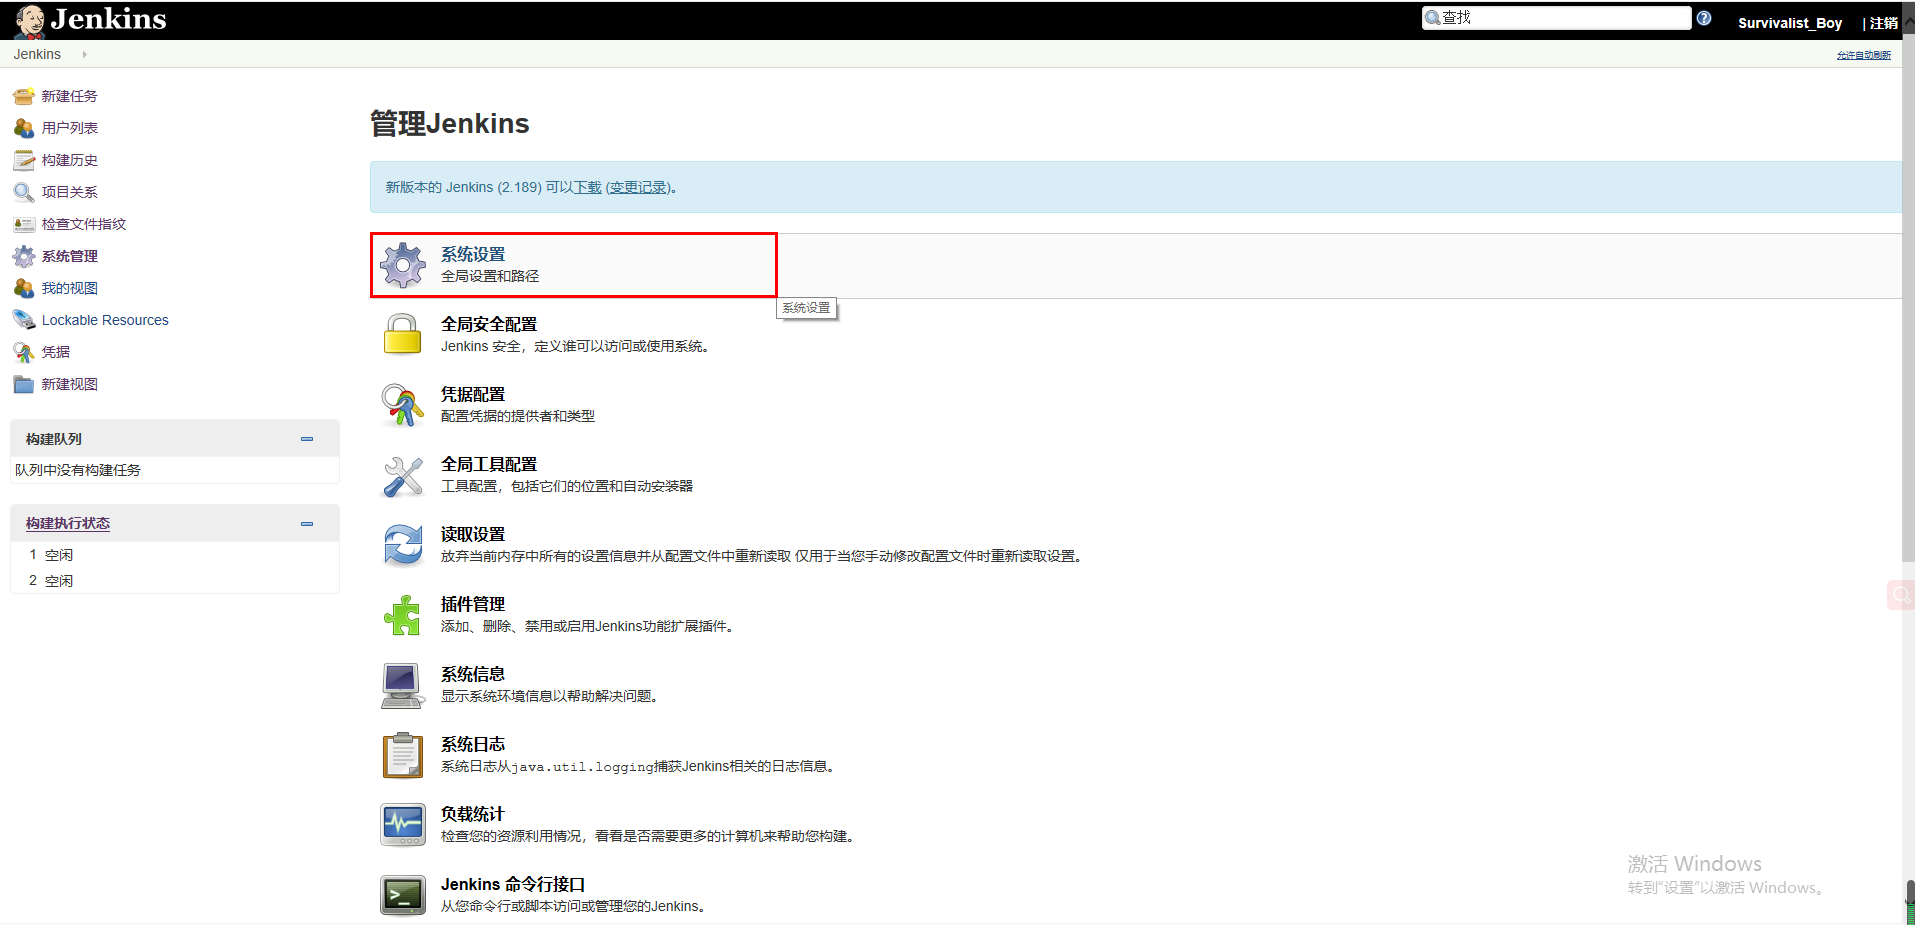 Jenkins
查找
Survivalist_Boy
| 注销
Jenkins
允许自动刷新
新建任务
用户列表
构建历史
项目关系
检查文件指纹
系统管理
我的视图
Lockable Resources
凭据
新建视图
构建队列
队列中没有构建任务
构建执行状态
1 空闲
2 空闲
管理Jenkins
新版本的 Jenkins (2.189) 可以下载 (变更记录)。
系统设置
全局设置和路径
系统设置
全局安全配置
Jenkins 安全，定义谁可以访问或使用系统。
凭据配置
配置凭据的提供者和类型
全局工具配置
工具配置，包括它们的位置和自动安装器
读取设置
放弃当前内存中所有的设置信息并从配置文件中重新读取 仅用于当您手动修改配置文件时重新读取设置。
插件管理
添加、删除、禁用或启用Jenkins功能扩展插件。
系统信息
显示系统环境信息以帮助解决问题。
系统日志
系统日志从java.util.logging捕获Jenkins相关的日志信息。
负载统计
检查您的资源利用情况，看看是否需要更多的计算机来帮助您构建。
Jenkins 命令行接口
从您命令行或脚本访问或管理您的Jenkins。
激活 Windows
转到“设置”以激活 Windows。